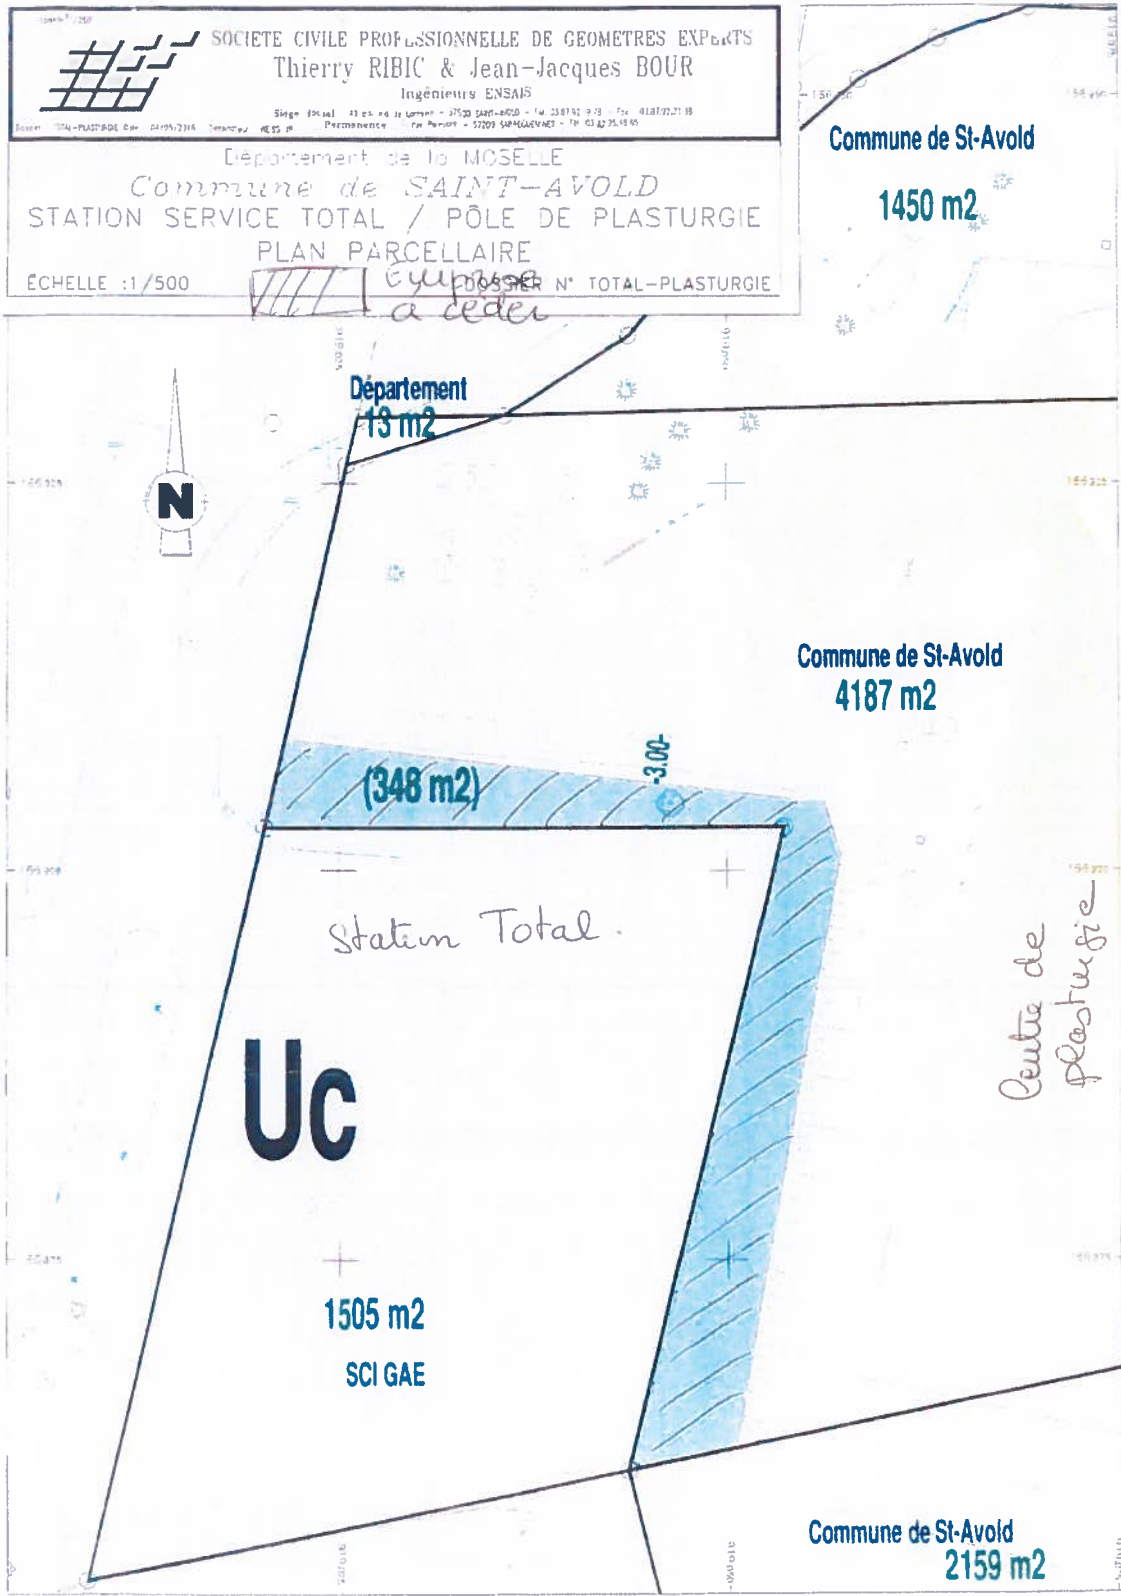 SOCIETE CIVILE PROFESSIONNELLE DE GEOMETRES EXPERTS
Thierry RIBIC & Jean-Jacques BOUR
Ingénieurs ENSAIS
Département de la MOSELLE
Commune de SAINT-AVOLD
STATION SERVICE TOTAL / PÔLE DE PLASTURGIE
PLAN PARCELLAIRE
ÉCHELLE :1/500
Emprise
à céder
DOSSIER N° TOTAL-PLASTURGIE
Commune de St-Avold
1450 m2
Département
13 m2
N
Commune de St-Avold
4187 m2
(348 m2)
-3.00-
Station Total.
Centre de
plasturgie
Uc
1505 m2
SCI GAE
Commune de St-Avold
2159 m2